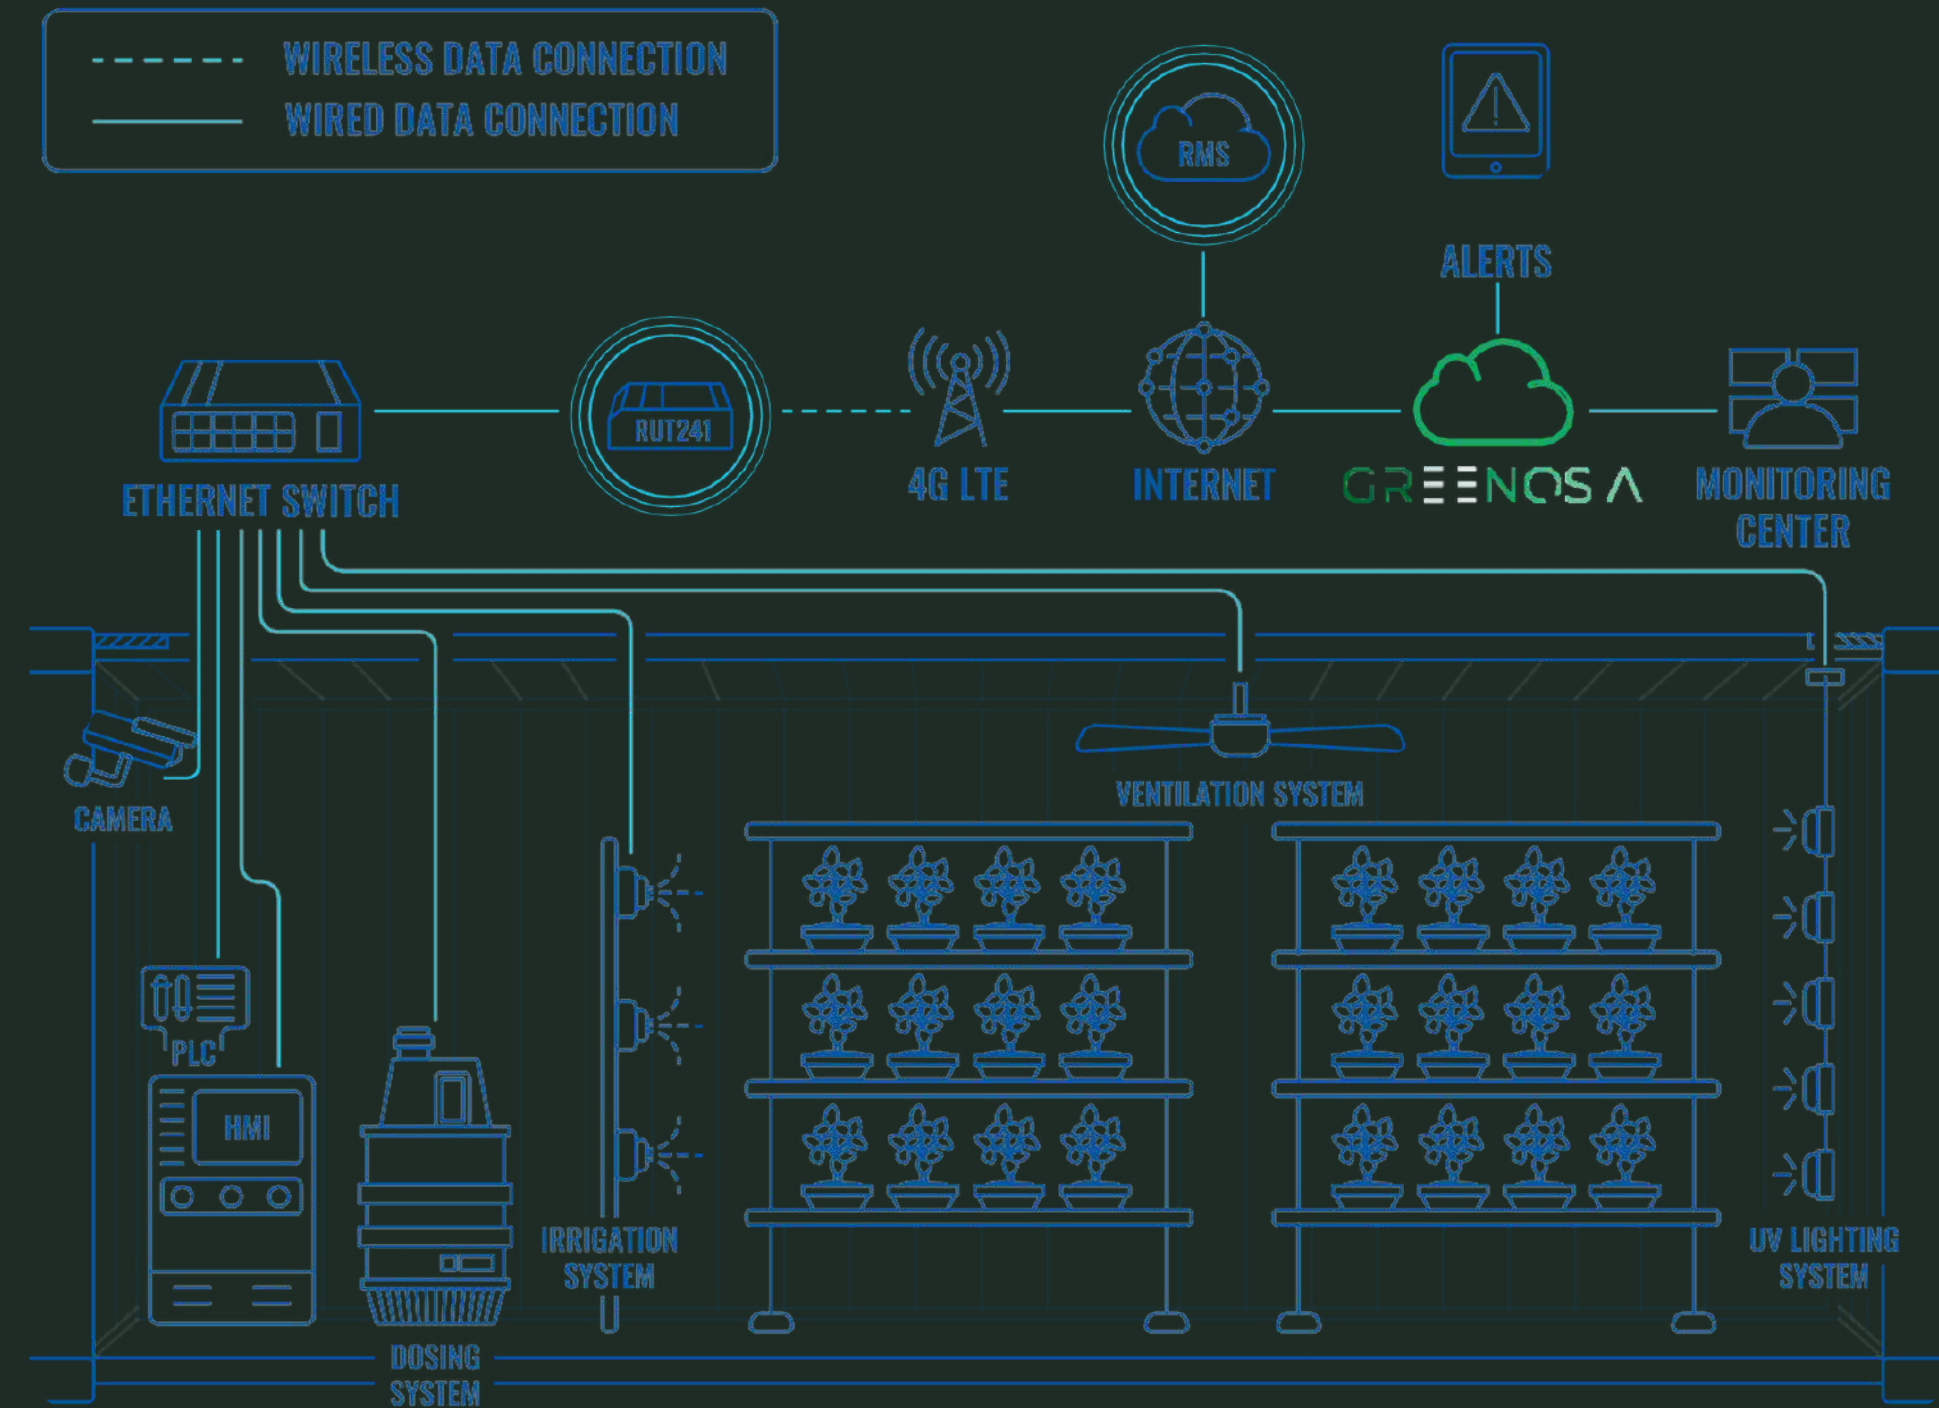 WIRELESS DATA CONNECTION
WIRED DATA CONNECTION
RMS
ALERTS
RUT241
ETHERNET SWITCH
4G LTE
INTERNET
GREENOSA
MONITORING
CENTER
CAMERA
VENTILATION SYSTEM
PLC
HMI
IRRIGATION
SYSTEM
UV LIGHTING
SYSTEM
DOSING
SYSTEM